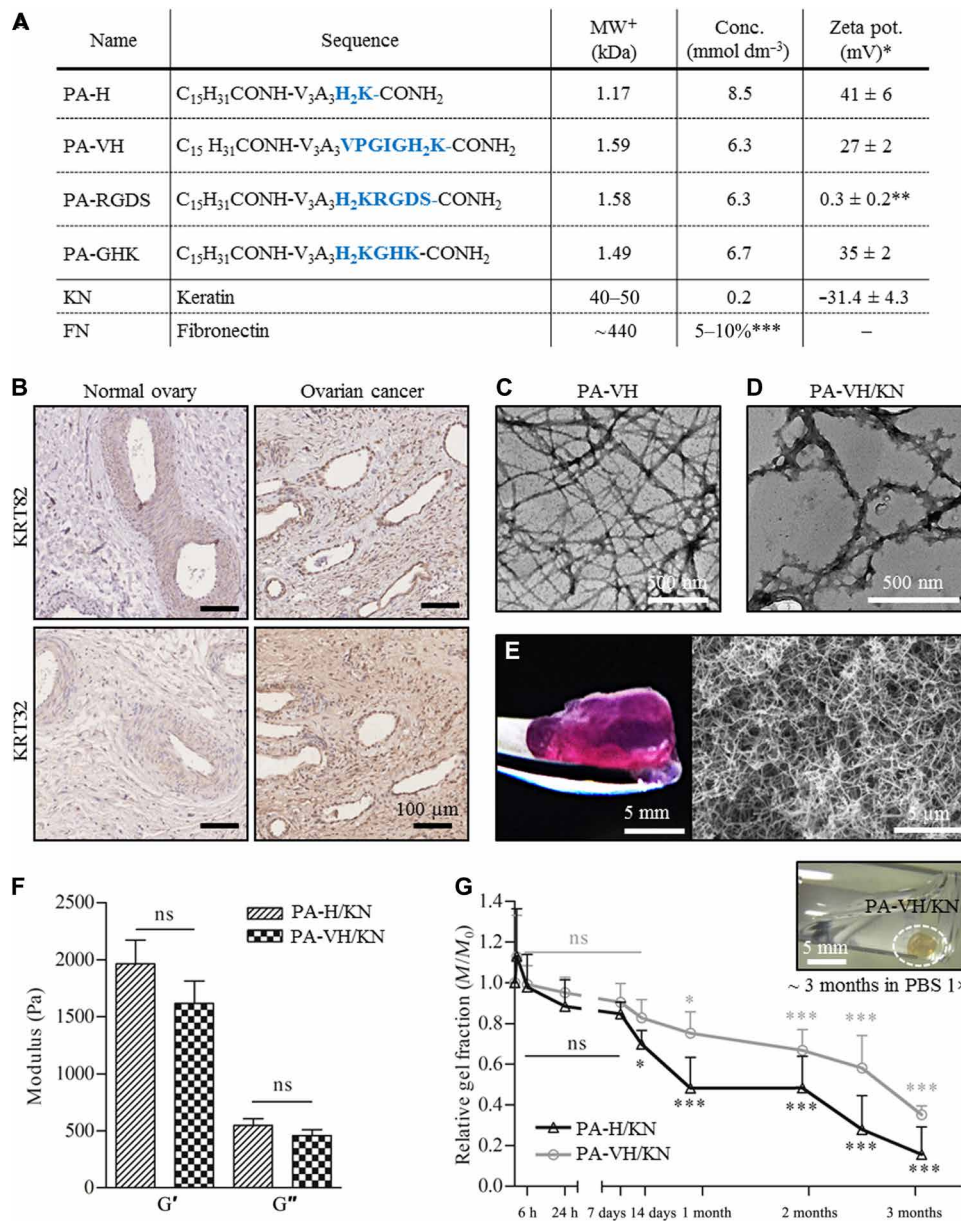 A
Name Sequence MW⁺ (kDa) Conc. (mmol dm⁻³) Zeta pot. (mV)*
PA-H C₁₅H₃₁CONH-V₃A₃H₂K-CONH₂ 1.17 8.5 41 ± 6
PA-VH C₁₅ H₃₁CONH-V₃A₃VPGIGH₂K-CONH₂ 1.59 6.3 27 ± 2
PA-RGDS C₁₅H₃₁CONH-V₃A₃H₂KRGDS-CONH₂ 1.58 6.3 0.3 ± 0.2**
PA-GHK C₁₅H₃₁CONH-V₃A₃H₂KGHK-CONH₂ 1.49 6.7 35 ± 2
KN Keratin 40–50 0.2 −31.4 ± 4.3
FN Fibronectin ~440 5–10%*** –
B
Normal ovary Ovarian cancer
KRT82
KRT32
100 µm
C
PA-VH
500 nm
D
PA-VH/KN
500 nm
E
5 mm
5 µm
F
Modulus (Pa)
2500
2000
1500
1000
500
0
ns
ns
PA-H/KN
PA-VH/KN
G′ G″
G
Relative gel fraction (M/M₀)
1.4
1.2
1.0
0.8
0.6
0.4
0.2
0.0
ns
ns
*
***
***
***
*
***
***
***
***
PA-H/KN
PA-VH/KN
6 h 24 h 7 days 14 days 1 month 2 months 3 months
PA-VH/KN
5 mm
~ 3 months in PBS 1×